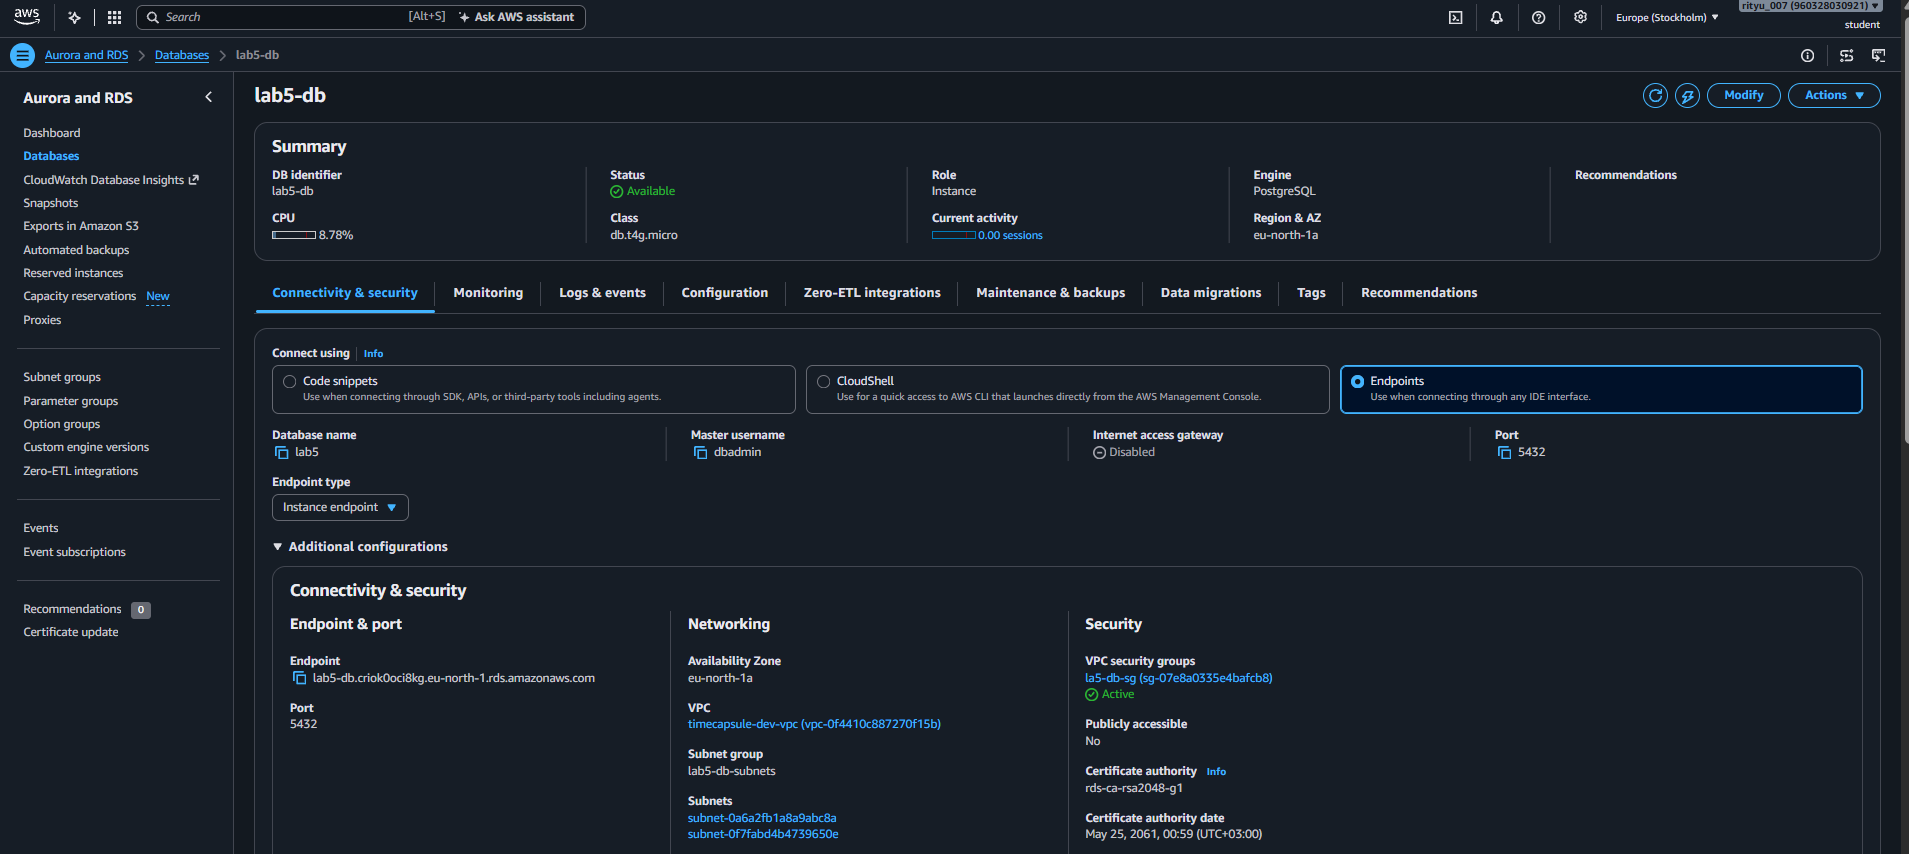 aws
Search [Alt+S] Ask AWS assistant
Europe (Stockholm)
rityu_007 (960328030921)
student
Aurora and RDS > Databases > lab5-db
Aurora and RDS
Dashboard
Databases
CloudWatch Database Insights
Snapshots
Exports in Amazon S3
Automated backups
Reserved instances
Capacity reservations New
Proxies
Subnet groups
Parameter groups
Option groups
Custom engine versions
Zero-ETL integrations
Events
Event subscriptions
Recommendations 0
Certificate update
lab5-db
Modify
Actions
Summary
DB identifier
lab5-db
CPU
8.78%
Status
Available
Class
db.t4g.micro
Role
Instance
Current activity
0.00 sessions
Engine
PostgreSQL
Region & AZ
eu-north-1a
Recommendations
Connectivity & security
Monitoring
Logs & events
Configuration
Zero-ETL integrations
Maintenance & backups
Data migrations
Tags
Recommendations
Connect using Info
Code snippets
Use when connecting through SDK, APIs, or third-party tools including agents.
CloudShell
Use for a quick access to AWS CLI that launches directly from the AWS Management Console.
Endpoints
Use when connecting through any IDE interface.
Database name
lab5
Master username
dbadmin
Internet access gateway
Disabled
Port
5432
Endpoint type
Instance endpoint
Additional configurations
Connectivity & security
Endpoint & port
Endpoint
lab5-db.criok0oci8kg.eu-north-1.rds.amazonaws.com
Port
5432
Networking
Availability Zone
eu-north-1a
VPC
timecapsule-dev-vpc (vpc-0f4410c887270f15b)
Subnet group
lab5-db-subnets
Subnets
subnet-0a6a2fb1a8a9abc8a
subnet-0f7fabd4b4739650e
Security
VPC security groups
la5-db-sg (sg-07e8a0335e4bafcb8)
Active
Publicly accessible
No
Certificate authority Info
rds-ca-rsa2048-g1
Certificate authority date
May 25, 2061, 00:59 (UTC+03:00)